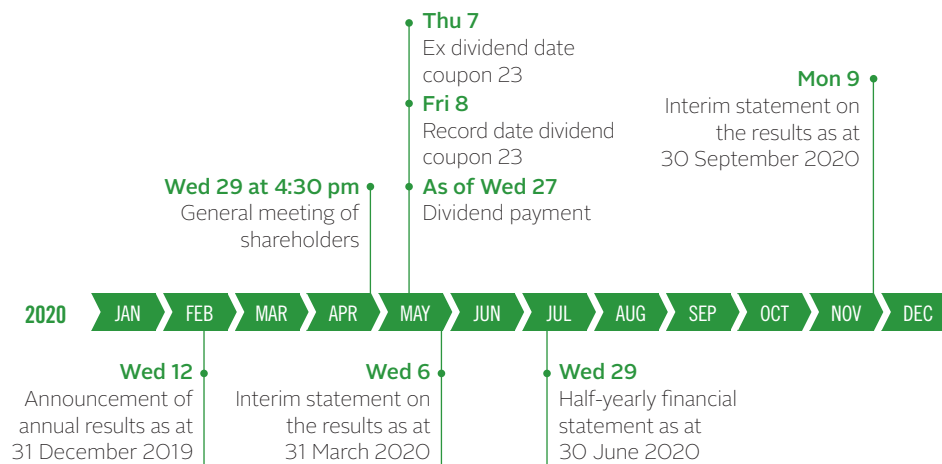 Thu 7
Ex dividend date
coupon 23
Fri 8
Record date dividend
coupon 23
As of Wed 27
Dividend payment
Mon 9
Interim statement on
the results as at
30 September 2020
Wed 29 at 4:30 pm
General meeting of
shareholders
2020 JAN FEB MAR APR MAY JUN JUL AUG SEP OCT NOV DEC
Wed 12
Announcement of
annual results as at
31 December 2019
Wed 6
Interim statement on
the results as at
31 March 2020
Wed 29
Half-yearly financial
statement as at
30 June 2020